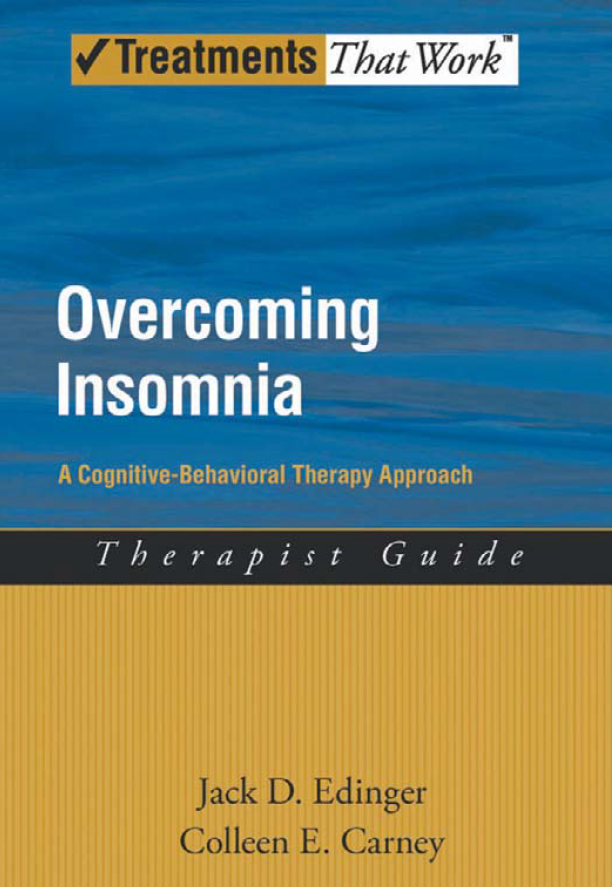 ✓Treatments That Work™
Overcoming
Insomnia
A Cognitive-Behavioral Therapy Approach
Therapist Guide
Jack D. Edinger
Colleen E. Carney